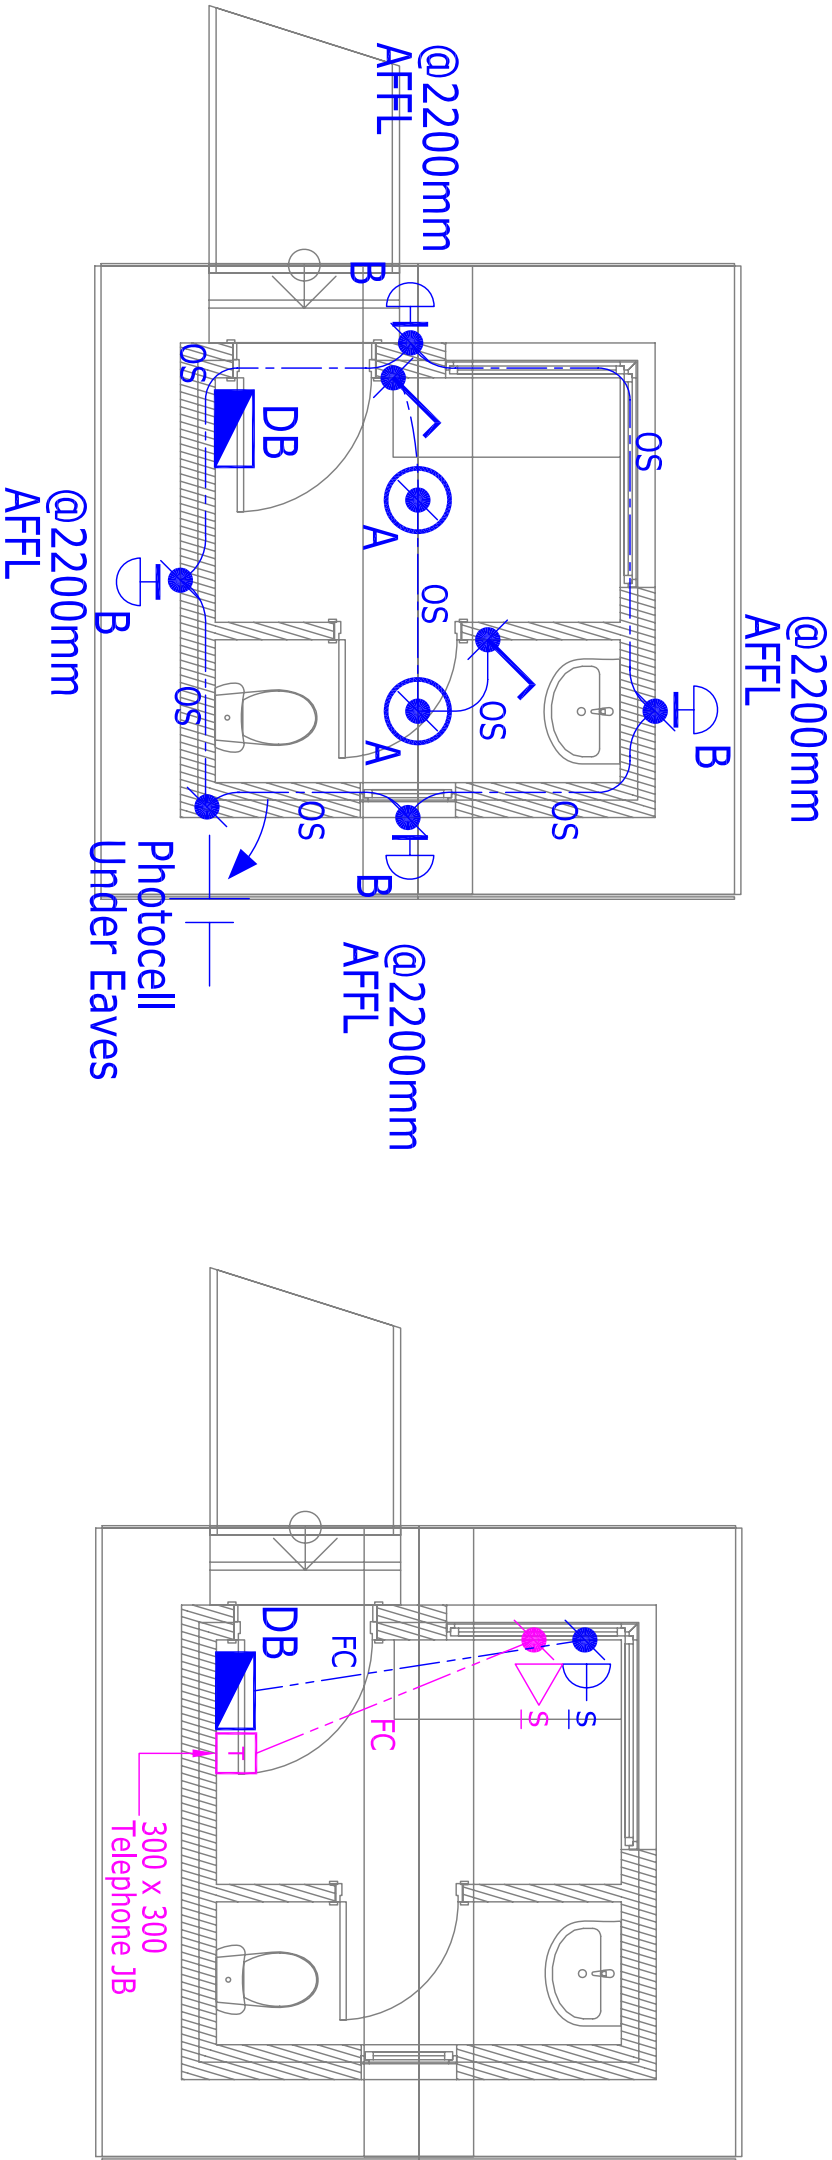 @2200mm
AFFL
B
OS
DB
OS
@2200mm
AFFL
B
A
OS
@2200mm
AFFL
B
OS
A
OS
OS
OS
B
Photocell
Under Eaves
@2200mm
AFFL
DB
FC
FC
S
S
T
300 x 300
Telephone JB